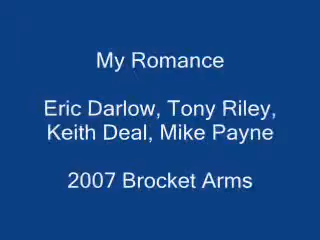 My Romance
Eric Darlow, Tony Riley,
Keith Deal, Mike Payne
2007 Brocket Arms